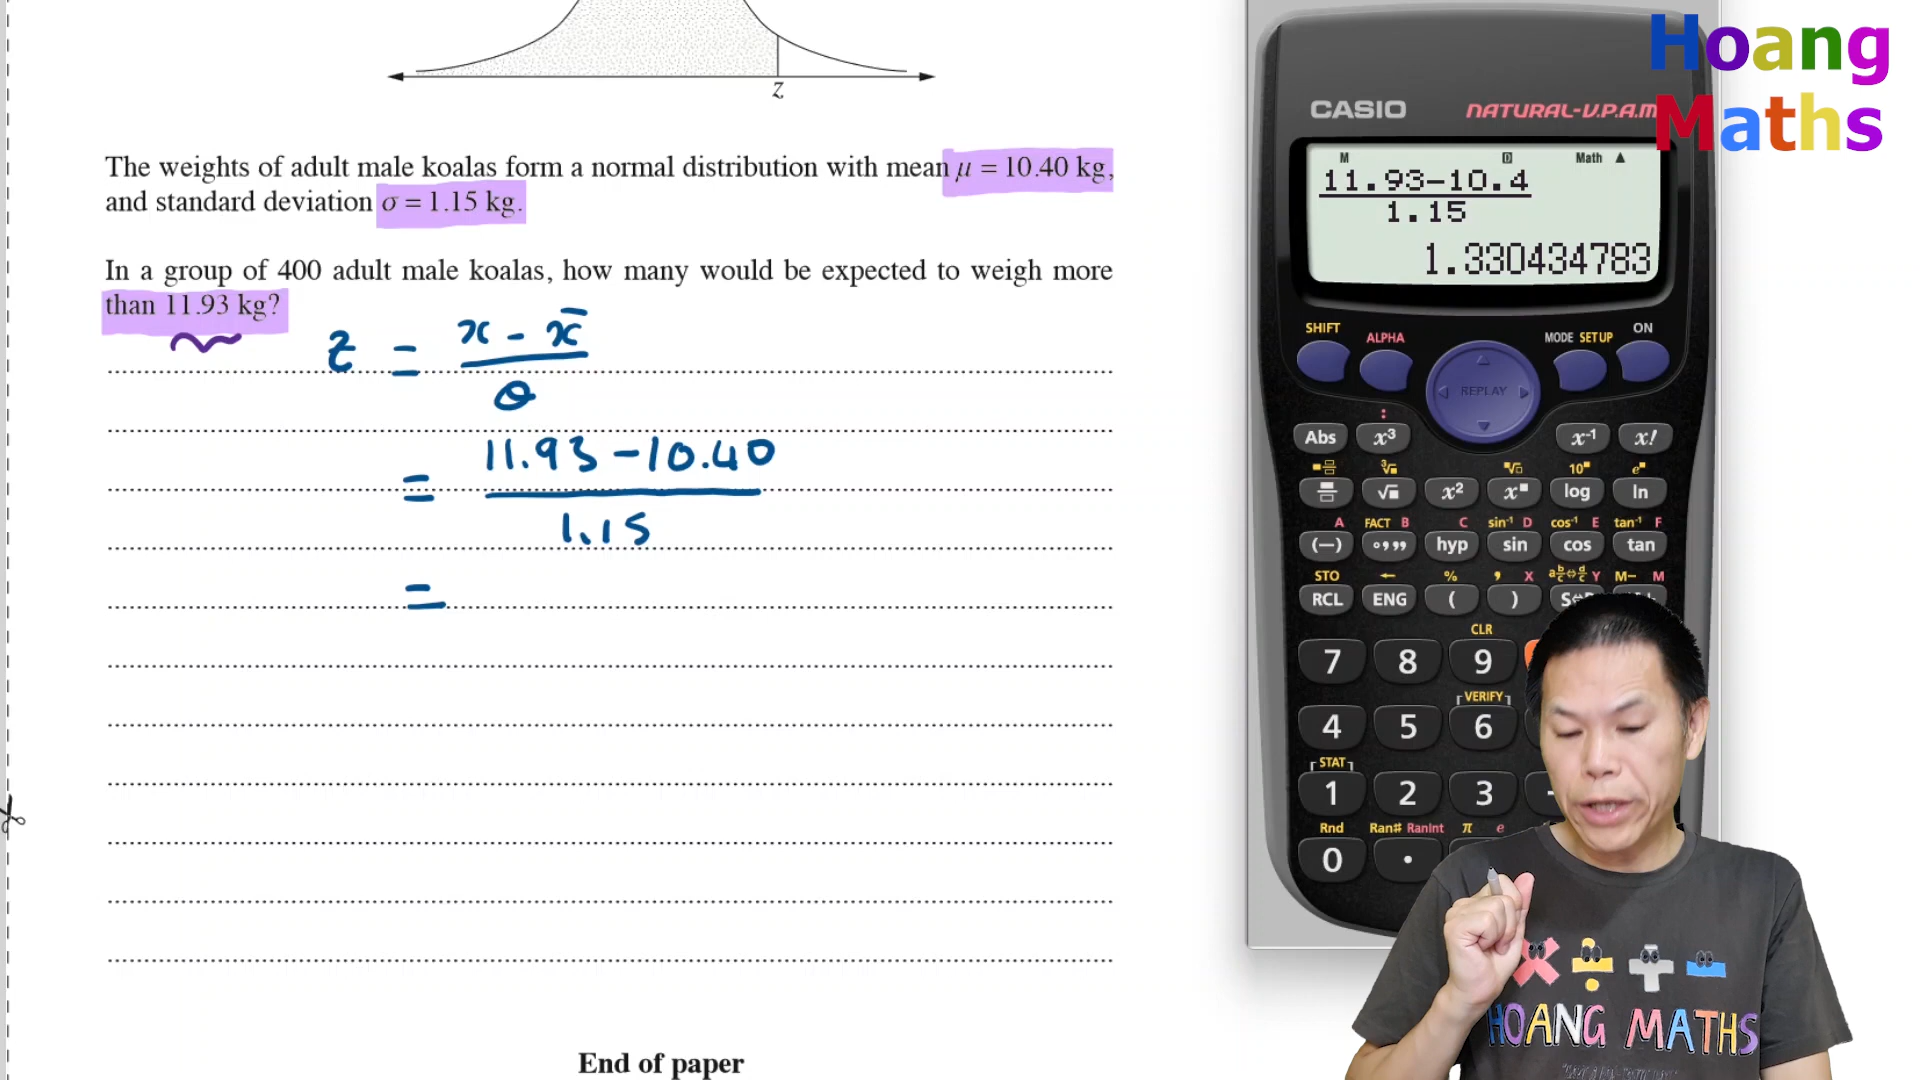 Hoang
Maths
z
The weights of adult male koalas form a normal distribution with mean μ = 10.40 kg,
and standard deviation σ = 1.15 kg.
In a group of 400 adult male koalas, how many would be expected to weigh more
than 11.93 kg?
z = x - x̄
σ
= 11.93 - 10.40
1.15
=
End of paper
CASIO NATURAL-V.P.A.M
M D Math ▲
11.93-10.4
1.15
1.330434783
SHIFT ALPHA MODE SETUP ON
REPLAY
:
Abs x³ x⁻¹ x!
³√ 10 e
√ x² x log ln
A FACT B C sin⁻¹ D cos⁻¹ E tan⁻¹ F
(−) °,,, hyp sin cos tan
STO ← % , X a b/c⇔d/c Y M− M
RCL ENG ( )
CLR
7 8 9
VERIFY
4 5 6
STAT
1 2 3
Rnd Ran# RanInt π e
0 .
HOANG MATHS